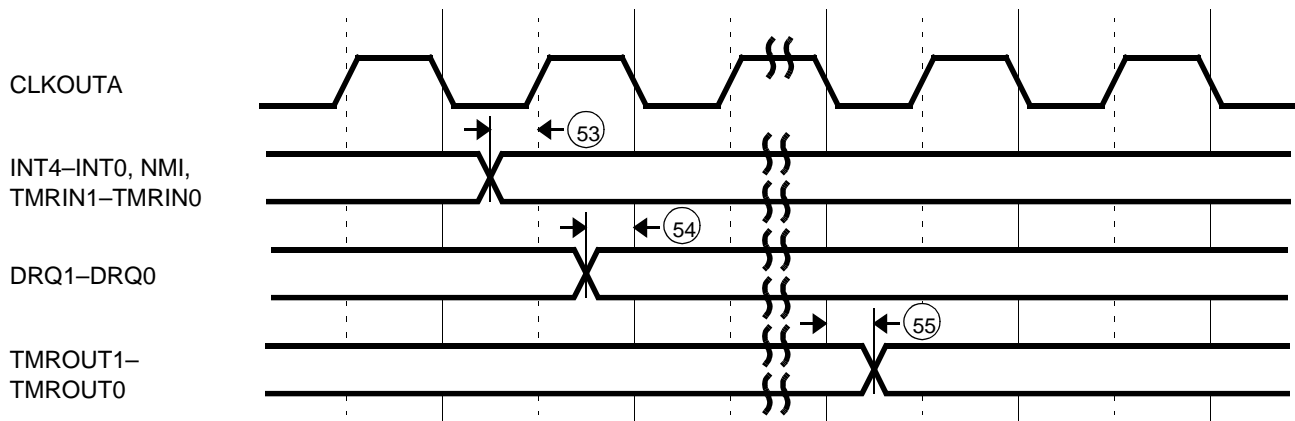 CLKOUTA
53
INT4–INT0, NMI,
TMRIN1–TMRIN0
54
DRQ1–DRQ0
55
TMROUT1–
TMROUT0